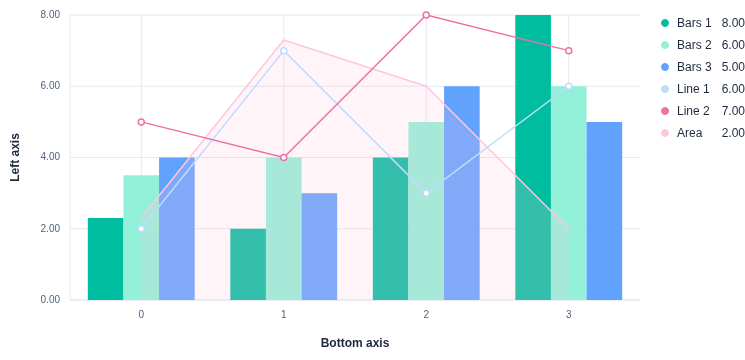 8.00
6.00
4.00
2.00
0.00
Left axis
0 1 2 3
Bottom axis
Bars 1 8.00
Bars 2 6.00
Bars 3 5.00
Line 1 6.00
Line 2 7.00
Area 2.00